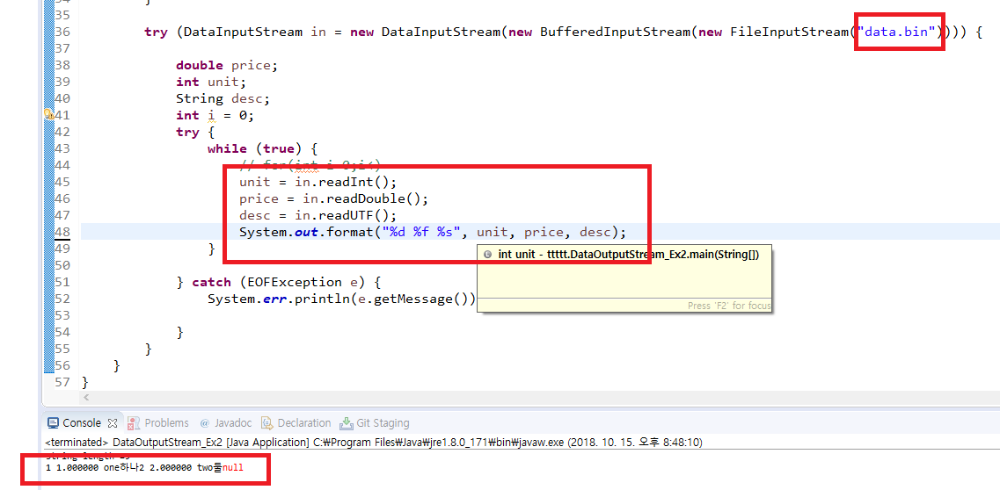 35
36 try (DataInputStream in = new DataInputStream(new BufferedInputStream(new FileInputStream("data.bin")))) {
37
38 double price;
39 int unit;
40 String desc;
41 int i = 0;
42 try {
43 while (true) {
44 // for(int i=0;i<)
45 unit = in.readInt();
46 price = in.readDouble();
47 desc = in.readUTF();
48 System.out.format("%d %f %s", unit, price, desc);
49 }
int unit - ttttt.DataOutputStream_Ex2.main(String[])
50
51 } catch (EOFException e) {
52 System.err.println(e.getMessage())
Press 'F2' for focus
53
54 }
55 }
56 }
57 }
Console Problems @ Javadoc Declaration Git Staging
<terminated> DataOutputStream_Ex2 [Java Application] C:₩Program Files₩Java₩jre1.8.0_171₩bin₩javaw.exe (2018. 10. 15. 오후 8:48:10)
1 1.000000 one하나2 2.000000 two둘null